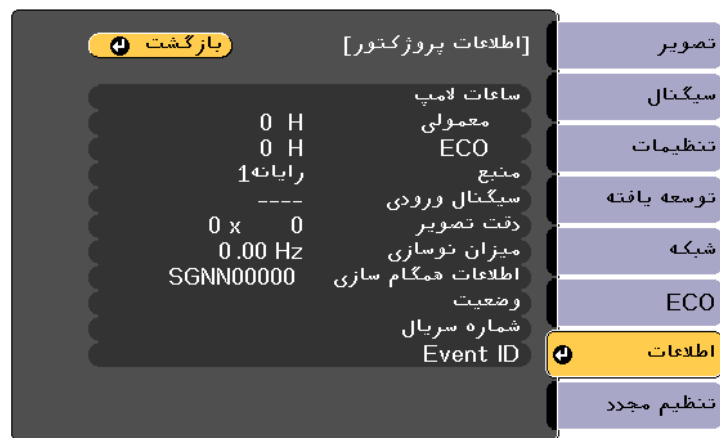 [اطلاعات پروژکتور] بازگشت
ساعات لامپ
معمولی 0 H
ECO 0 H
منبع رایانه1
سیگنال ورودی ----
دقت تصویر 0 x 0
میزان نوسازی 0.00 Hz
اطلاعات همگام سازی SGNN00000
وضعیت
شماره سریال
Event ID
تصویر
سیگنال
تنظیمات
توسعه یافته
شبکه
ECO
اطلاعات
تنظیم مجدد